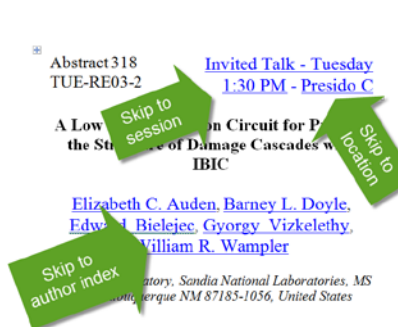 Abstract 318
TUE-RE03-2
Invited Talk - Tuesday
1:30 PM - Presido C
Skip to
session
Skip to
location
A Low on Circuit for
the of Damage Cascades
IBIC
Elizabeth C. Auden, Barney L. Doyle,
Edward Bielejec, Gyorgy Vizkelethy,
William R. Wampler
Skip to
author index
Sandia National Laboratories, MS
NM 87185-1056, United States